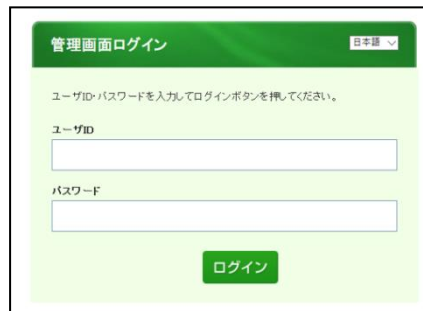 管理画面ログイン
日本語
ユーザID・パスワードを入力してログインボタンを押してください。
ユーザID
パスワード
ログイン